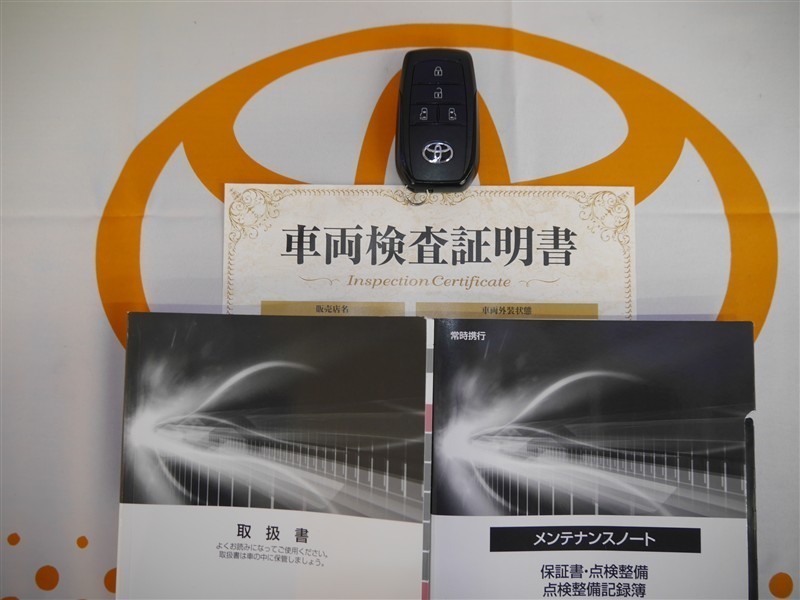 車両検査証明書
Inspection Certificate
販売店名
車両外装状態
常時携行
取扱書
よくお読みになってご使用ください。
取扱書は車の中に保管しましょう。
メンテナンスノート
保証書・点検整備
点検整備記録簿